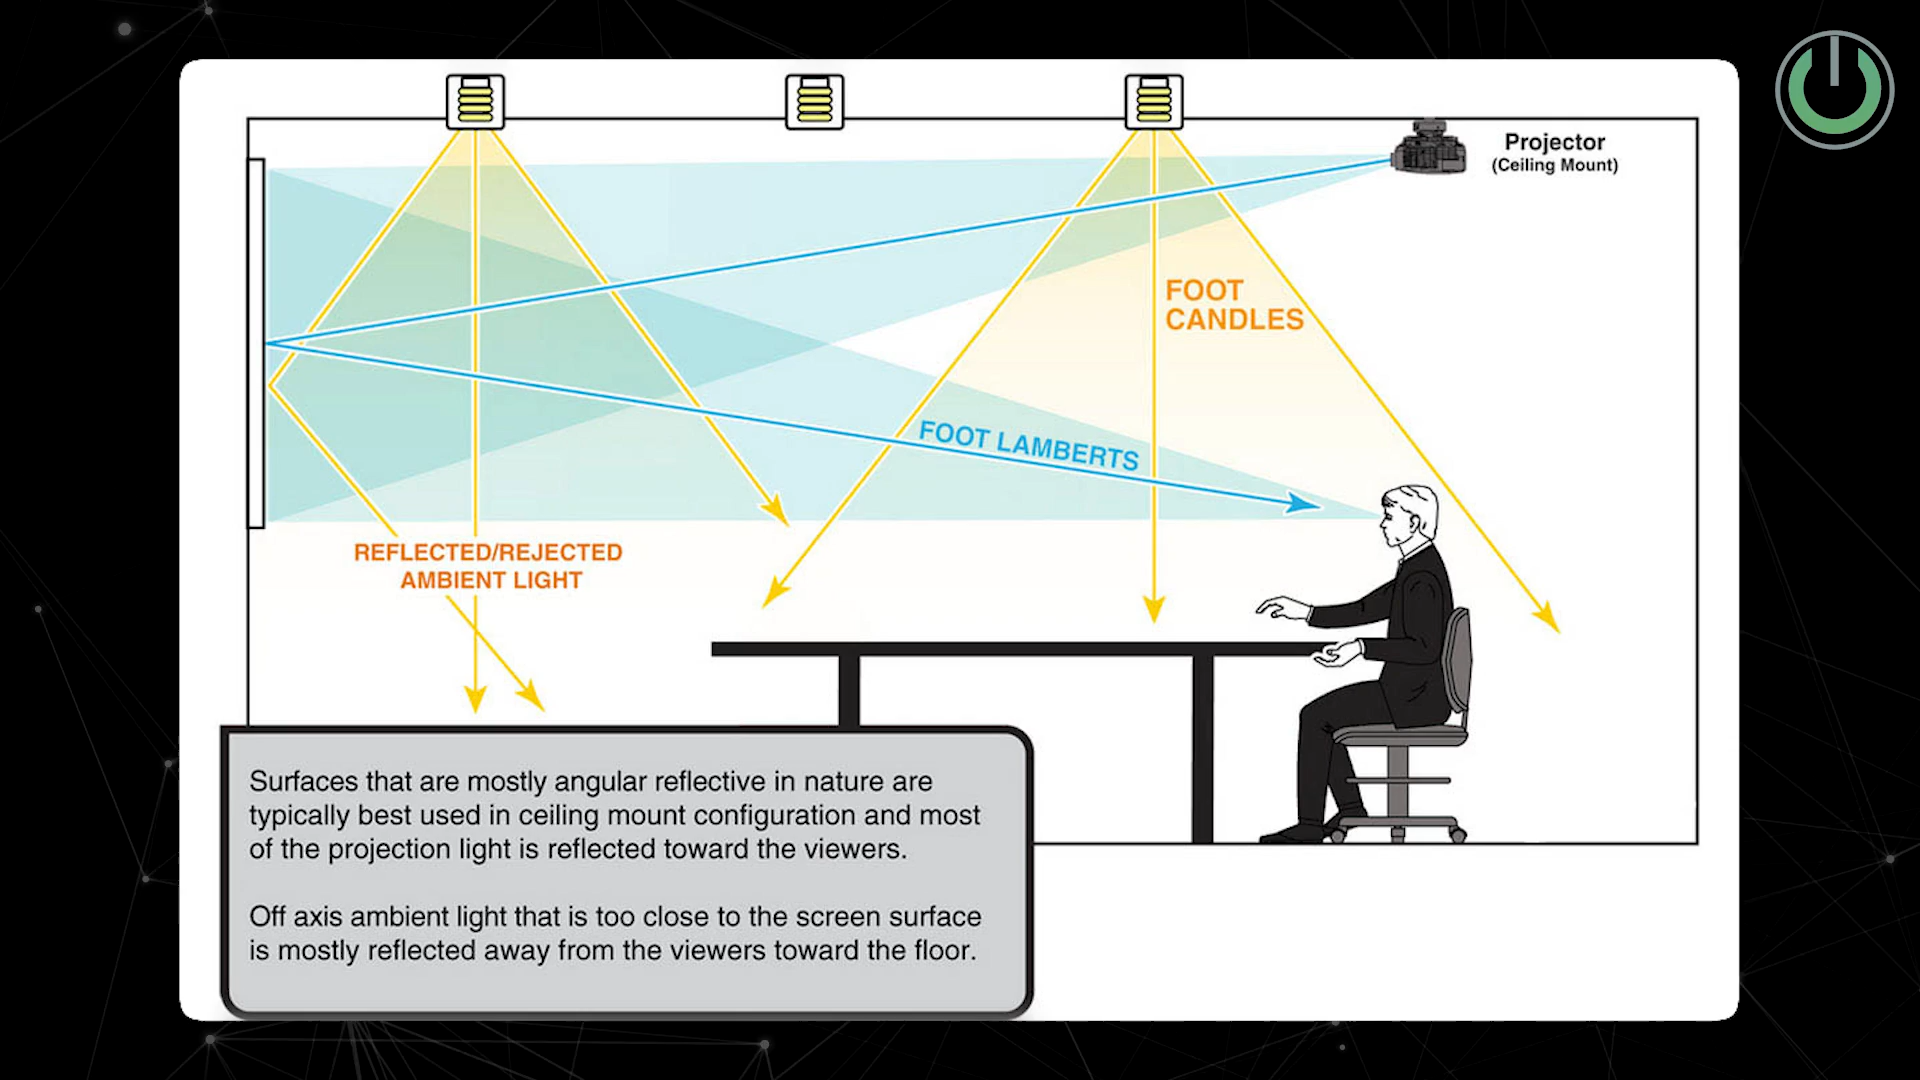 Projector
(Ceiling Mount)
FOOT
CANDLES
FOOT LAMBERTS
REFLECTED/REJECTED
AMBIENT LIGHT
Surfaces that are mostly angular reflective in nature are
typically best used in ceiling mount configuration and most
of the projection light is reflected toward the viewers.
Off axis ambient light that is too close to the screen surface
is mostly reflected away from the viewers toward the floor.